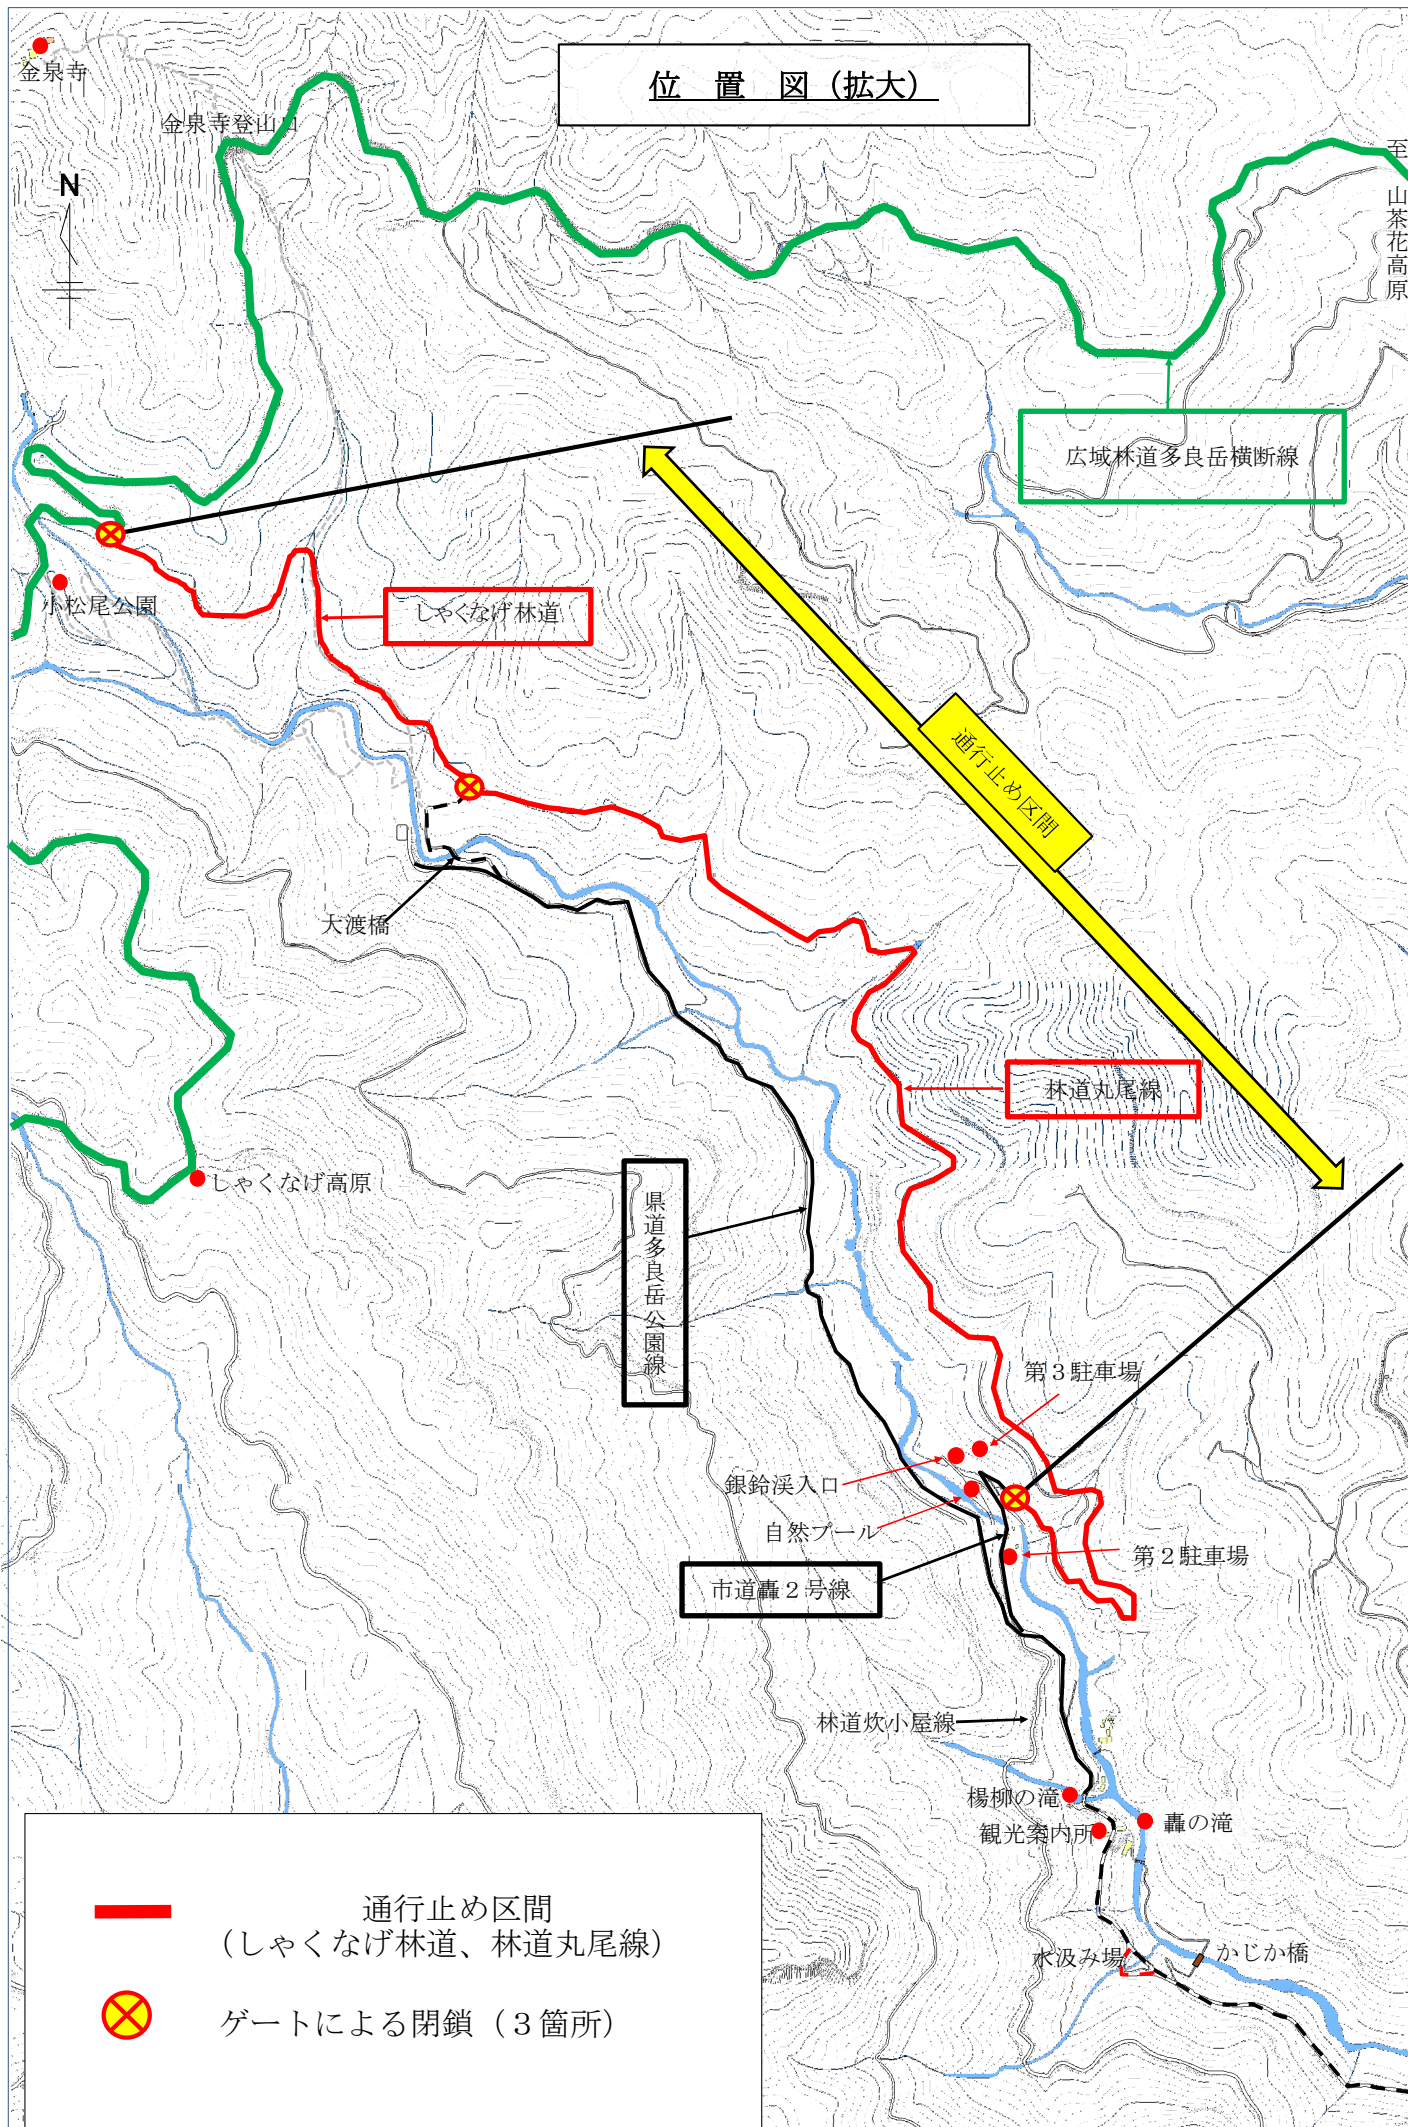 位 置 図（拡大）
金泉寺
金泉寺登山口
N
至 山茶花高原
広域林道多良岳横断線
小松尾公園
しゃくなげ林道
通行止め区間
大渡橋
林道丸尾線
しゃくなげ高原
県道多良岳公園線
第３駐車場
銀鈴渓入口
自然プール
第２駐車場
市道轟２号線
林道炊小屋線
楊柳の滝
轟の滝
観光案内所
水汲み場
かじか橋
通行止め区間
（しゃくなげ林道、林道丸尾線）
ゲートによる閉鎖（３箇所）